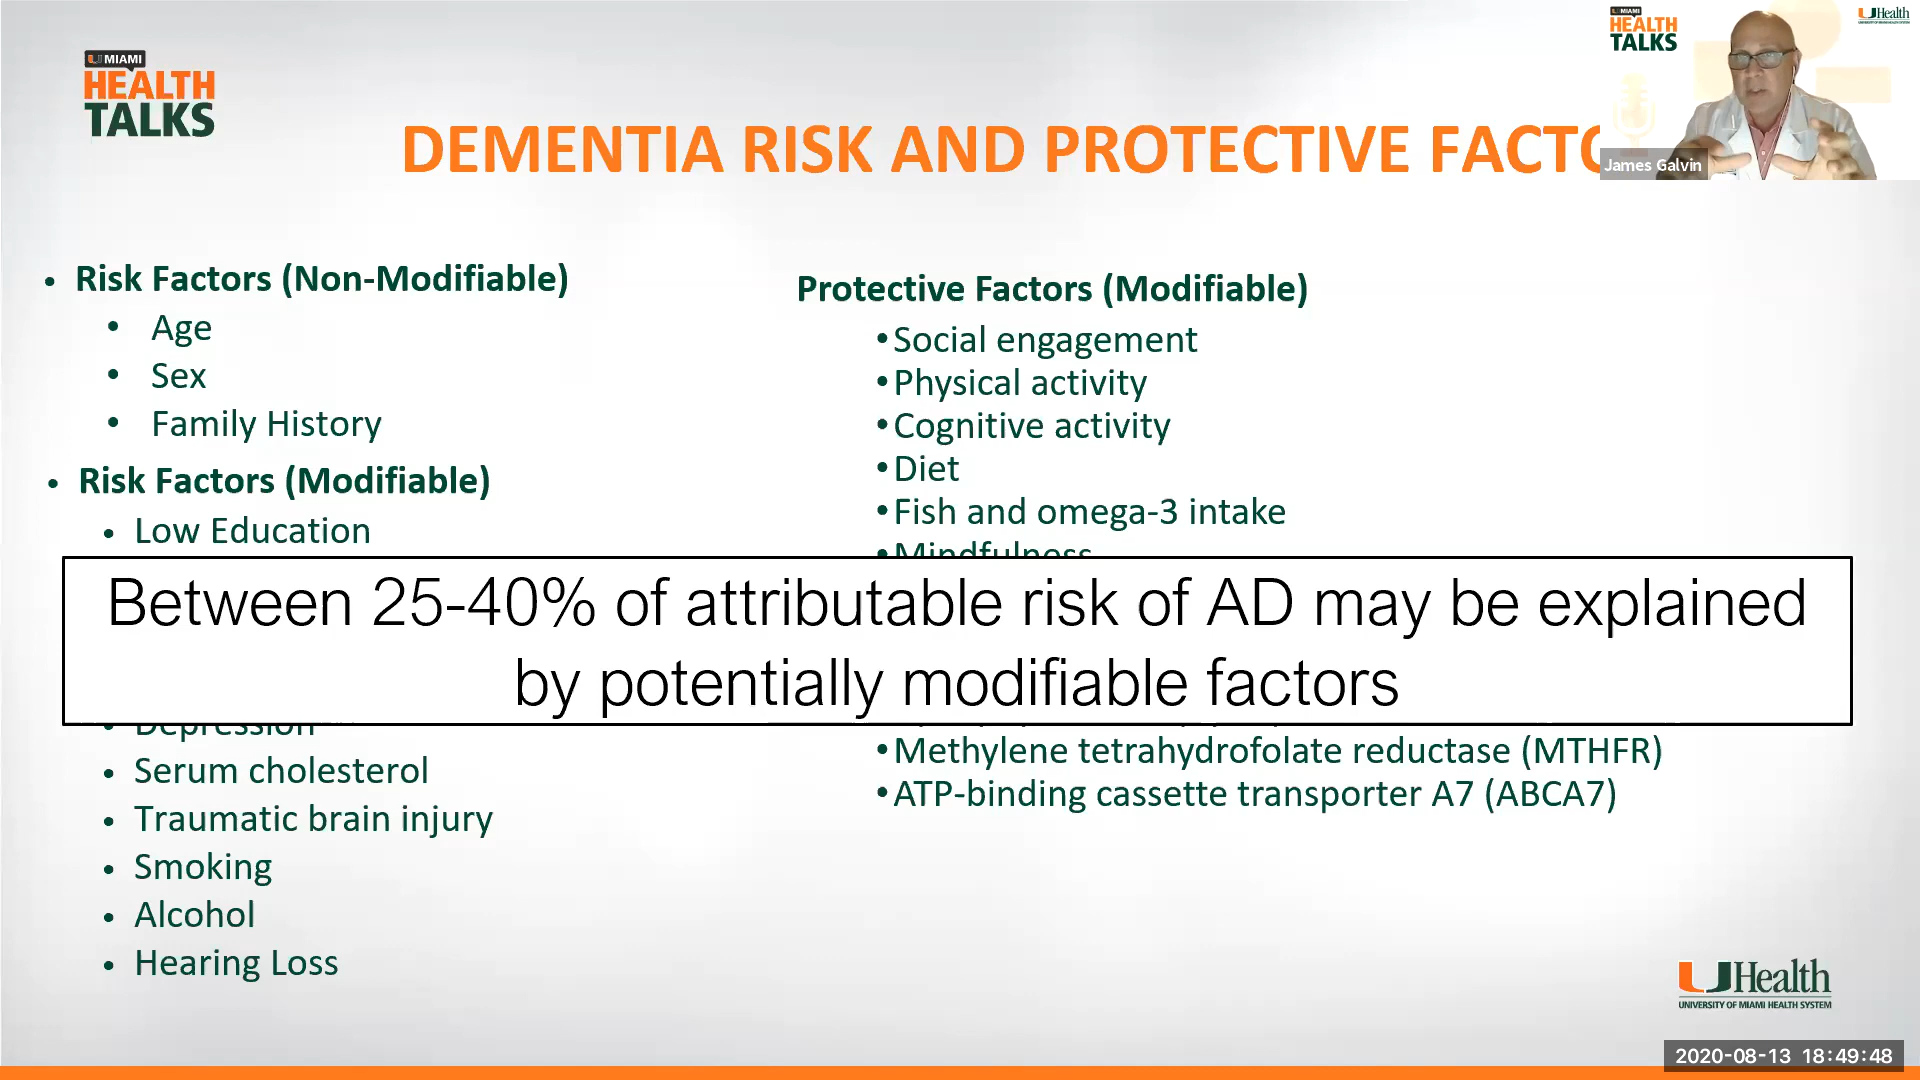 U MIAMI
HEALTH
TALKS
DEMENTIA RISK AND PROTECTIVE
U MIAMI
HEALTH
TALKS
UHealth
James Galvin
• Risk Factors (Non-Modifiable)
• Age
• Sex
• Family History
• Risk Factors (Modifiable)
• Low Education
Between 25-40% of attributable risk of AD may be explained
by potentially modifiable factors
• Depression
• Serum cholesterol
• Traumatic brain injury
• Smoking
• Alcohol
• Hearing Loss
Protective Factors (Modifiable)
• Social engagement
• Physical activity
• Cognitive activity
• Diet
• Fish and omega-3 intake
• Mindfulness
• Methylene tetrahydrofolate reductase (MTHFR)
• ATP-binding cassette transporter A7 (ABCA7)
UHealth
UNIVERSITY OF MIAMI HEALTH SYSTEM
2020-08-13 18:49:48